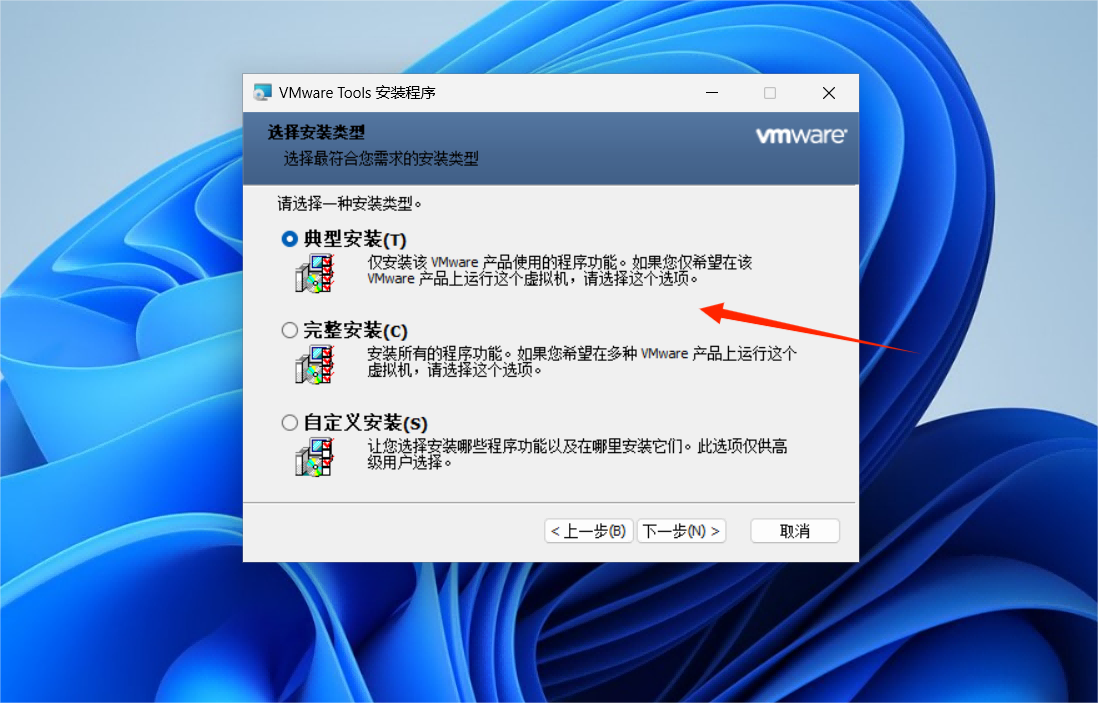 VMware Tools 安装程序
选择安装类型
vmware
选择最符合您需求的安装类型
请选择一种安装类型。
典型安装(T)
仅安装该 VMware 产品使用的程序功能。如果您仅希望在该
VMware 产品上运行这个虚拟机，请选择这个选项。
完整安装(C)
安装所有的程序功能。如果您希望在多种 VMware 产品上运行这个
虚拟机，请选择这个选项。
自定义安装(S)
让您选择安装哪些程序功能以及在哪里安装它们。此选项仅供高
级用户选择。
< 上一步(B) 下一步(N) > 取消